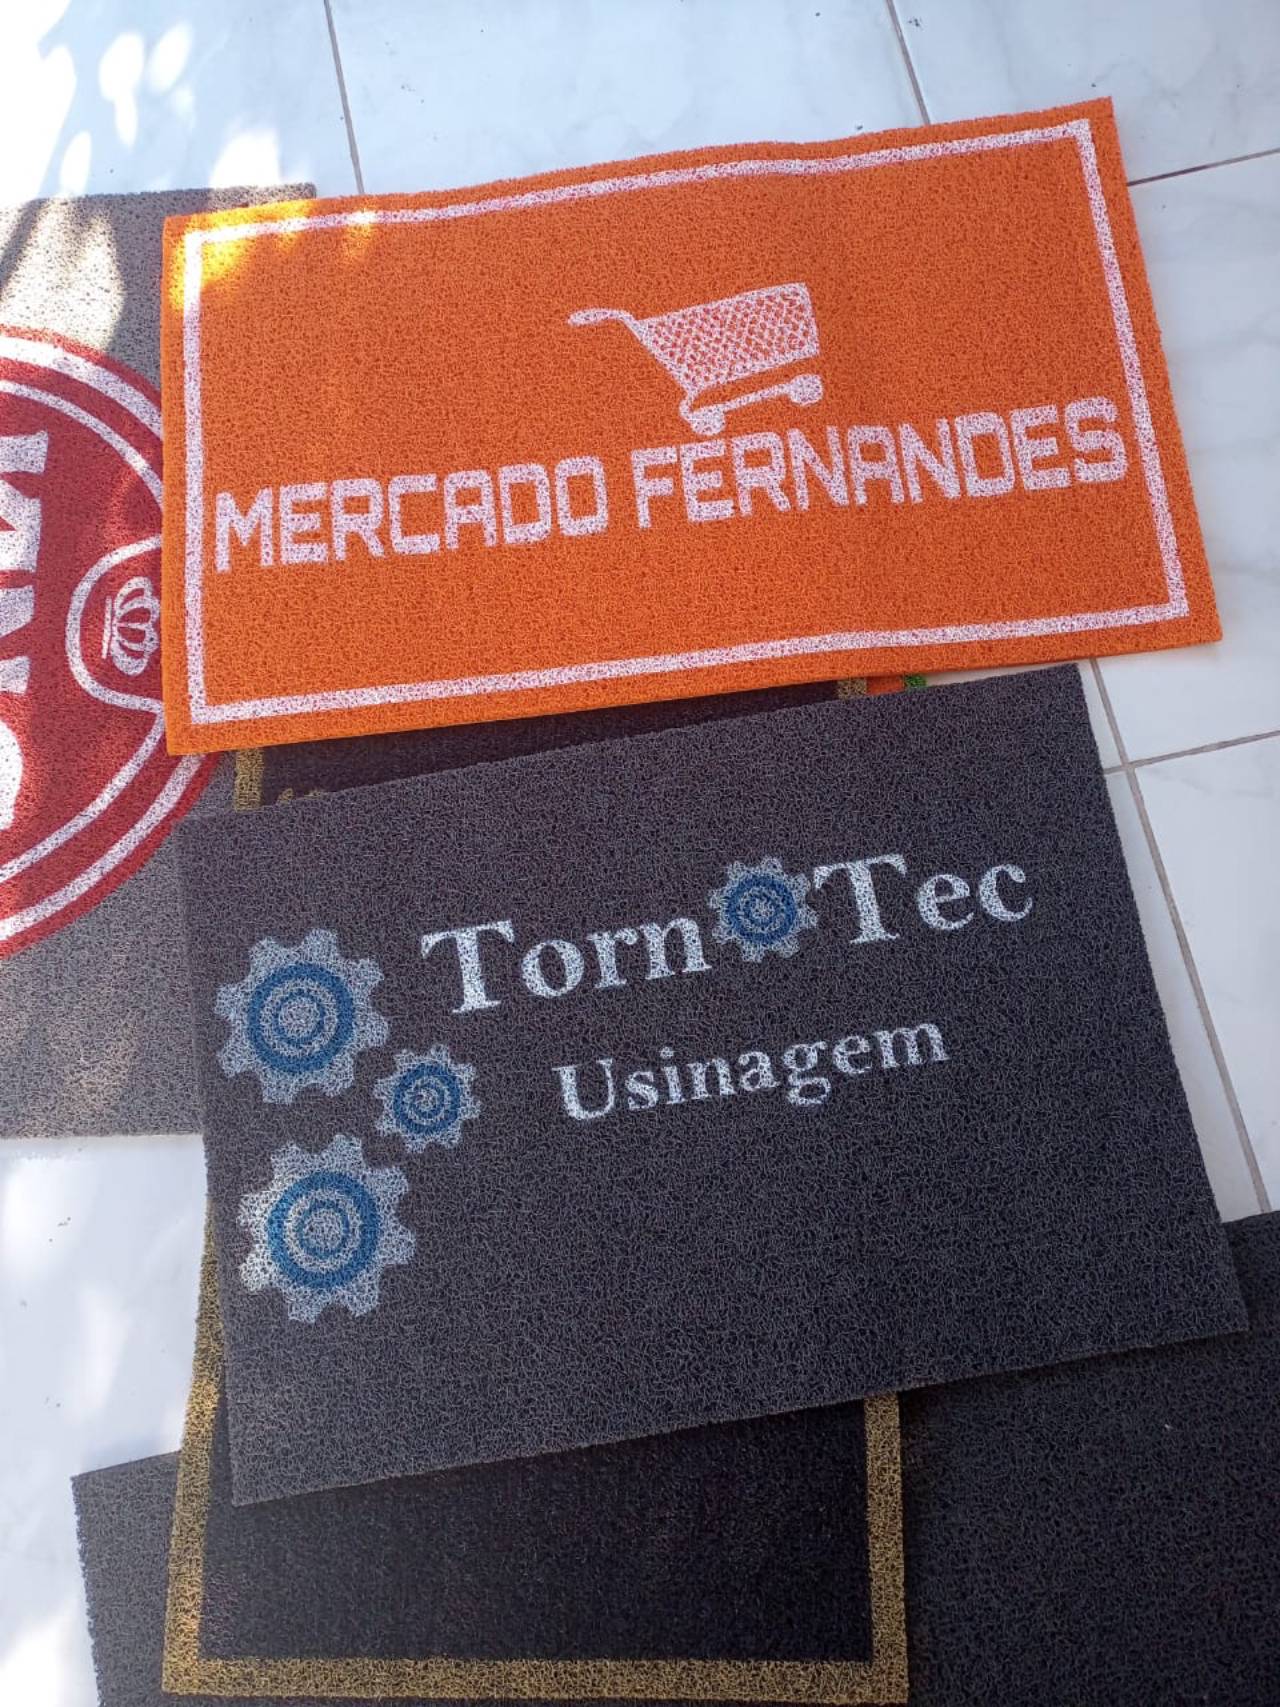 MERCADO FERNANDES
Torn Tec
Usinagem